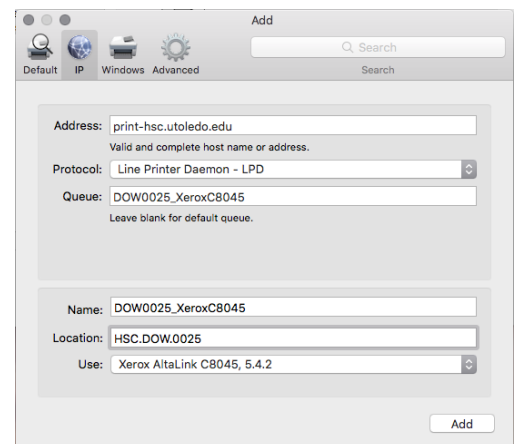 Add
Default IP Windows Advanced
Search
Search
Address: print-hsc.utoledo.edu
Valid and complete host name or address.
Protocol: Line Printer Daemon - LPD
Queue: DOW0025_XeroxC8045
Leave blank for default queue.
Name: DOW0025_XeroxC8045
Location: HSC.DOW.0025
Use: Xerox AltaLink C8045, 5.4.2
Add